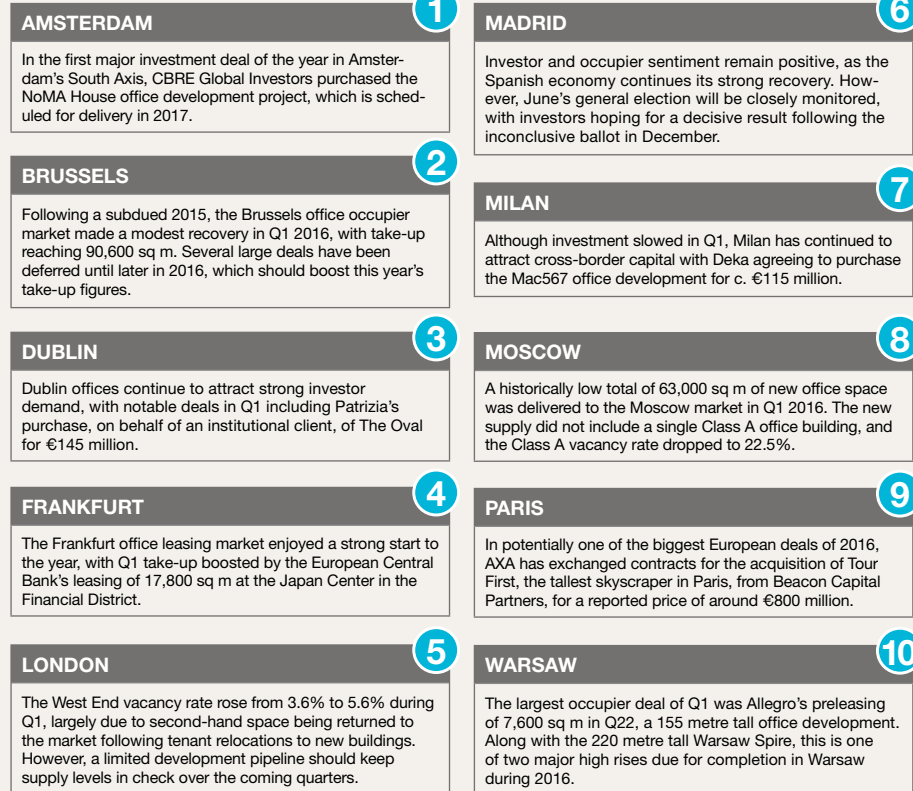 1
AMSTERDAM
In the first major investment deal of the year in Amster-
dam's South Axis, CBRE Global Investors purchased the
NoMA House office development project, which is sched-
uled for delivery in 2017.
2
BRUSSELS
Following a subdued 2015, the Brussels office occupier
market made a modest recovery in Q1 2016, with take-up
reaching 90,600 sq m. Several large deals have been
deferred until later in 2016, which should boost this year's
take-up figures.
3
DUBLIN
Dublin offices continue to attract strong investor
demand, with notable deals in Q1 including Patrizia's
purchase, on behalf of an institutional client, of The Oval
for €145 million.
4
FRANKFURT
The Frankfurt office leasing market enjoyed a strong start to
the year, with Q1 take-up boosted by the European Central
Bank's leasing of 17,800 sq m at the Japan Center in the
Financial District.
5
LONDON
The West End vacancy rate rose from 3.6% to 5.6% during
Q1, largely due to second-hand space being returned to
the market following tenant relocations to new buildings.
However, a limited development pipeline should keep
supply levels in check over the coming quarters.
6
MADRID
Investor and occupier sentiment remain positive, as the
Spanish economy continues its strong recovery. How-
ever, June's general election will be closely monitored,
with investors hoping for a decisive result following the
inconclusive ballot in December.
7
MILAN
Although investment slowed in Q1, Milan has continued to
attract cross-border capital with Deka agreeing to purchase
the Mac567 office development for c. €115 million.
8
MOSCOW
A historically low total of 63,000 sq m of new office space
was delivered to the Moscow market in Q1 2016. The new
supply did not include a single Class A office building, and
the Class A vacancy rate dropped to 22.5%.
9
PARIS
In potentially one of the biggest European deals of 2016,
AXA has exchanged contracts for the acquisition of Tour
First, the tallest skyscraper in Paris, from Beacon Capital
Partners, for a reported price of around €800 million.
10
WARSAW
The largest occupier deal of Q1 was Allegro's preleasing
of 7,600 sq m in Q22, a 155 metre tall office development.
Along with the 220 metre tall Warsaw Spire, this is one
of two major high rises due for completion in Warsaw
during 2016.